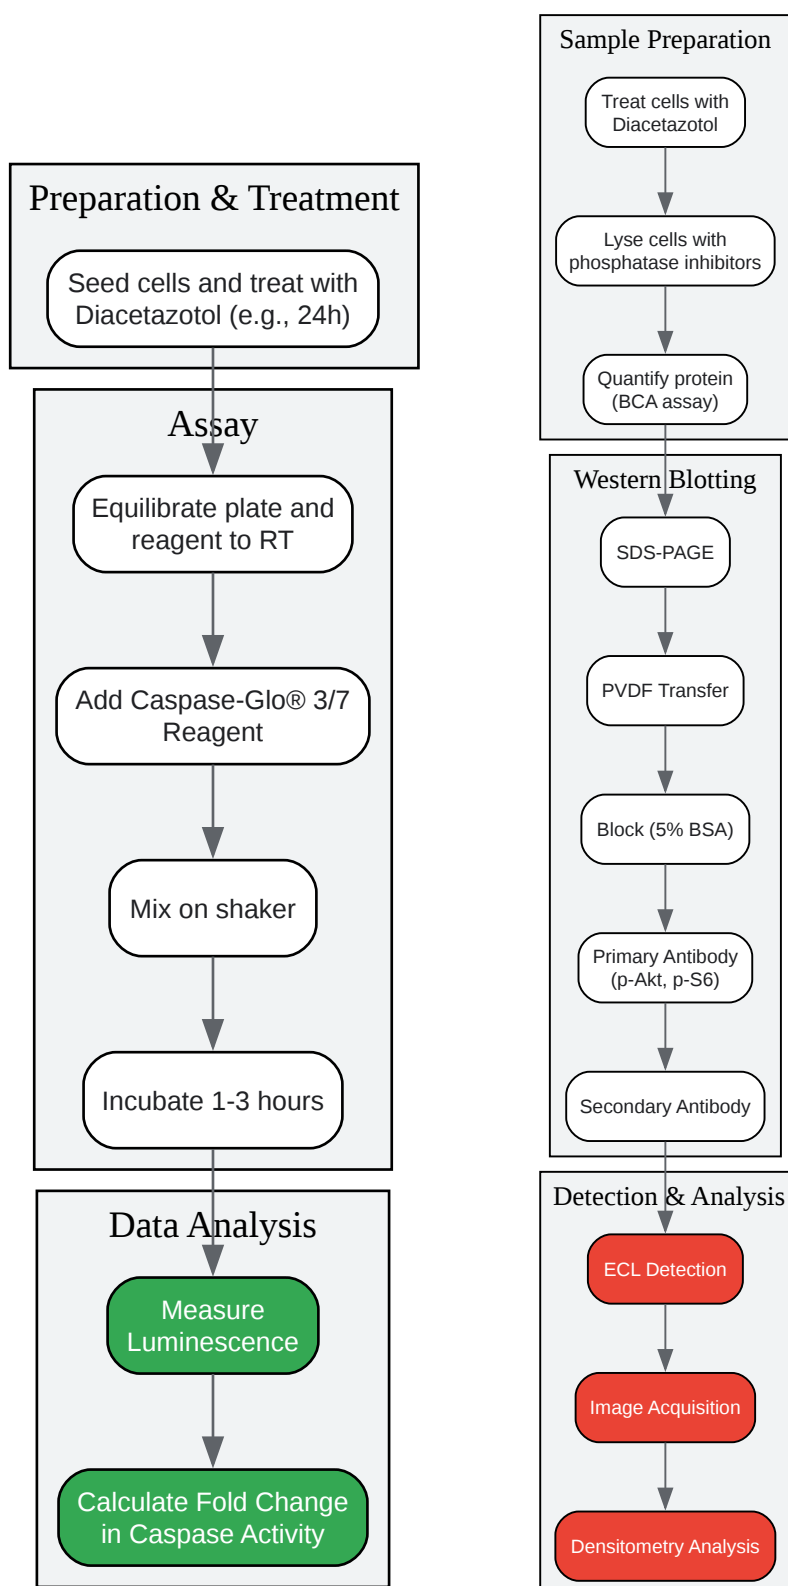 Preparation & Treatment
Seed cells and treat with
Diacetazotol (e.g., 24h)
Assay
Equilibrate plate and
reagent to RT
Add Caspase-Glo® 3/7
Reagent
Mix on shaker
Incubate 1-3 hours
Data Analysis
Measure
Luminescence
Calculate Fold Change
in Caspase Activity
Sample Preparation
Treat cells with
Diacetazotol
Lyse cells with
phosphatase inhibitors
Quantify protein
(BCA assay)
Western Blotting
SDS-PAGE
PVDF Transfer
Block (5% BSA)
Primary Antibody
(p-Akt, p-S6)
Secondary Antibody
Detection & Analysis
ECL Detection
Image Acquisition
Densitometry Analysis